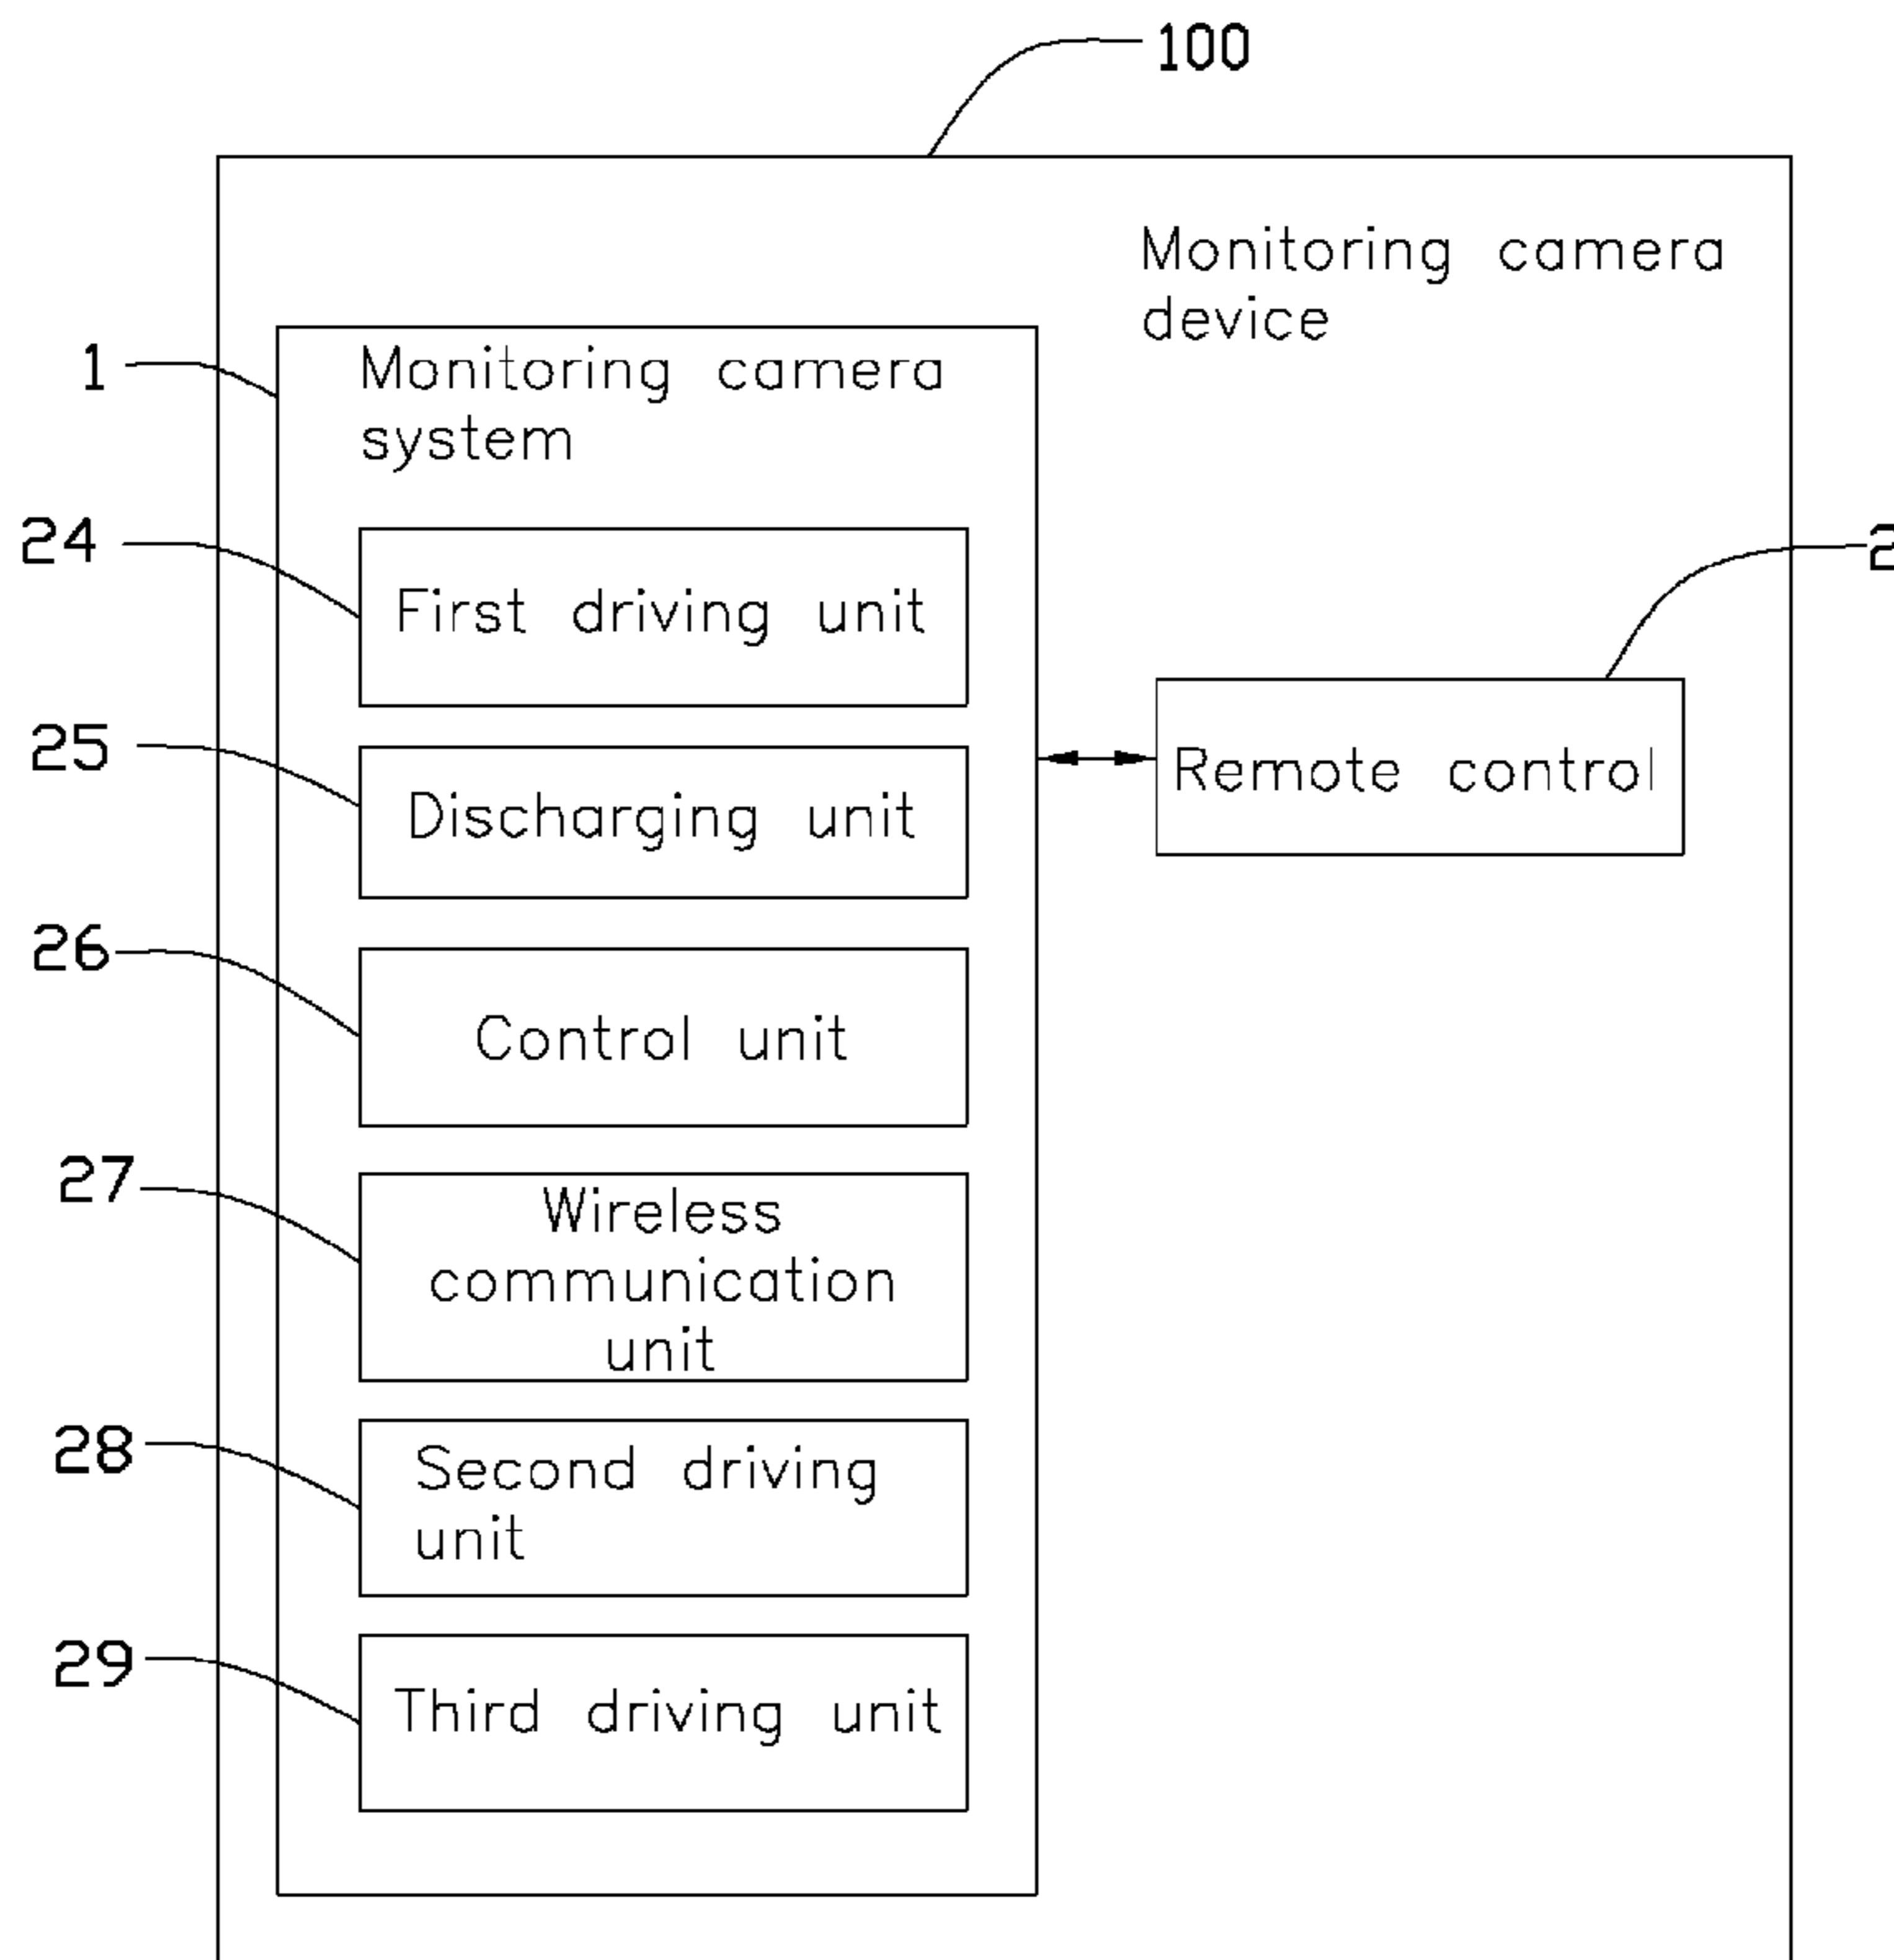 100
Monitoring camera
device
1
Monitoring camera
system
24
First driving unit
2
25
Discharging unit
Remote control
26
Control unit
27
Wireless
communication
unit
28
Second driving
unit
29
Third driving unit